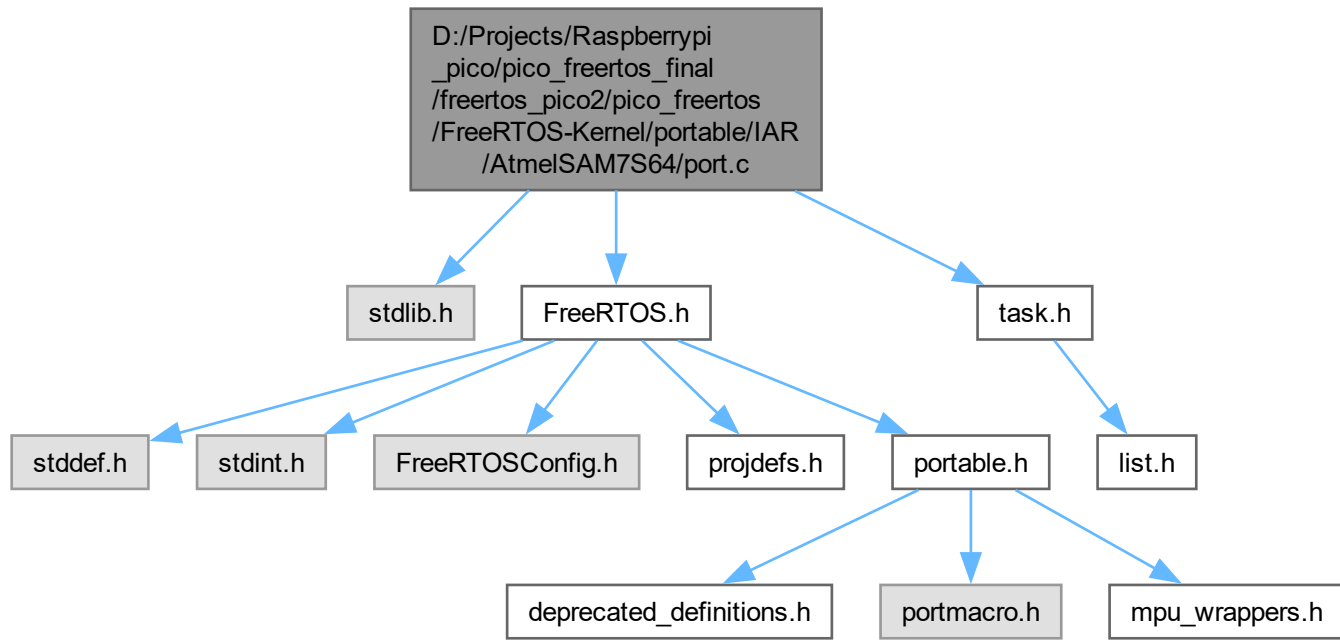 D:/Projects/Raspberrypi
_pico/pico_freertos_final
/freertos_pico2/pico_freertos
/FreeRTOS-Kernel/portable/IAR
/AtmelSAM7S64/port.c
stdlib.h
FreeRTOS.h
task.h
stddef.h
stdint.h
FreeRTOSConfig.h
projdefs.h
portable.h
list.h
deprecated_definitions.h
portmacro.h
mpu_wrappers.h